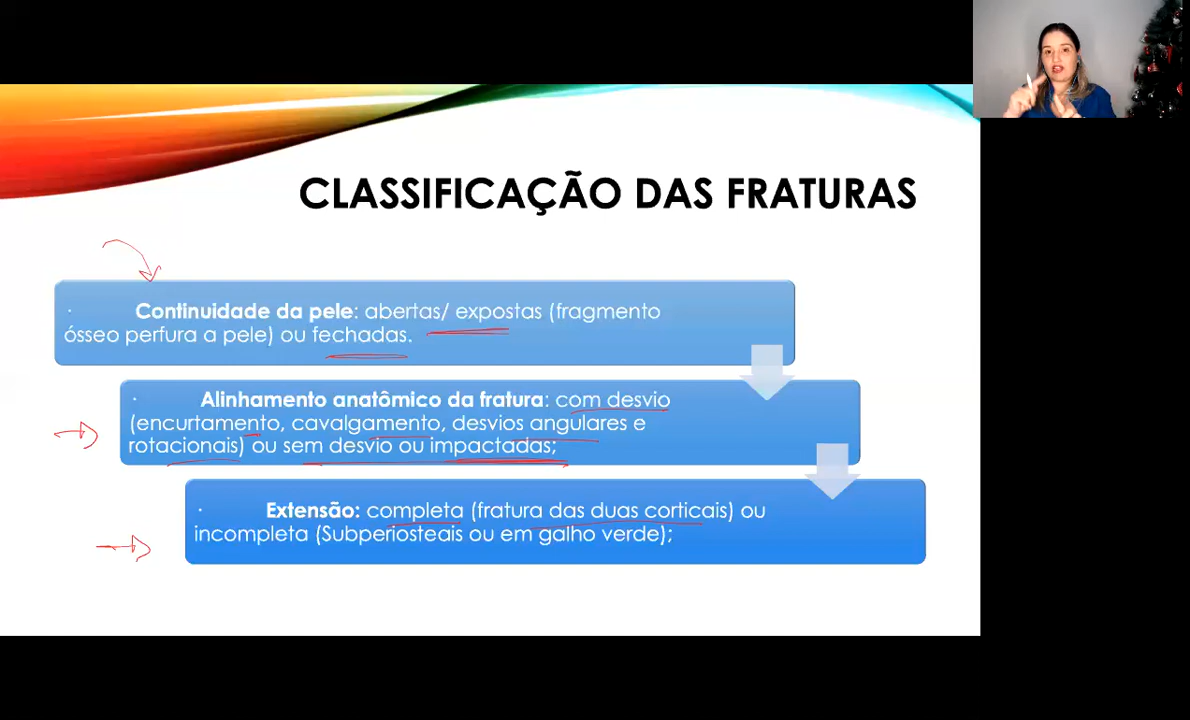 CLASSIFICAÇÃO DAS FRATURAS
· Continuidade da pele: abertas/ expostas (fragmento
ósseo perfura a pele) ou fechadas.
· Alinhamento anatômico da fratura: com desvio
(encurtamento, cavalgamento, desvios angulares e
rotacionais) ou sem desvio ou impactadas;
· Extensão: completa (fratura das duas corticais) ou
incompleta (Subperiosteais ou em galho verde);